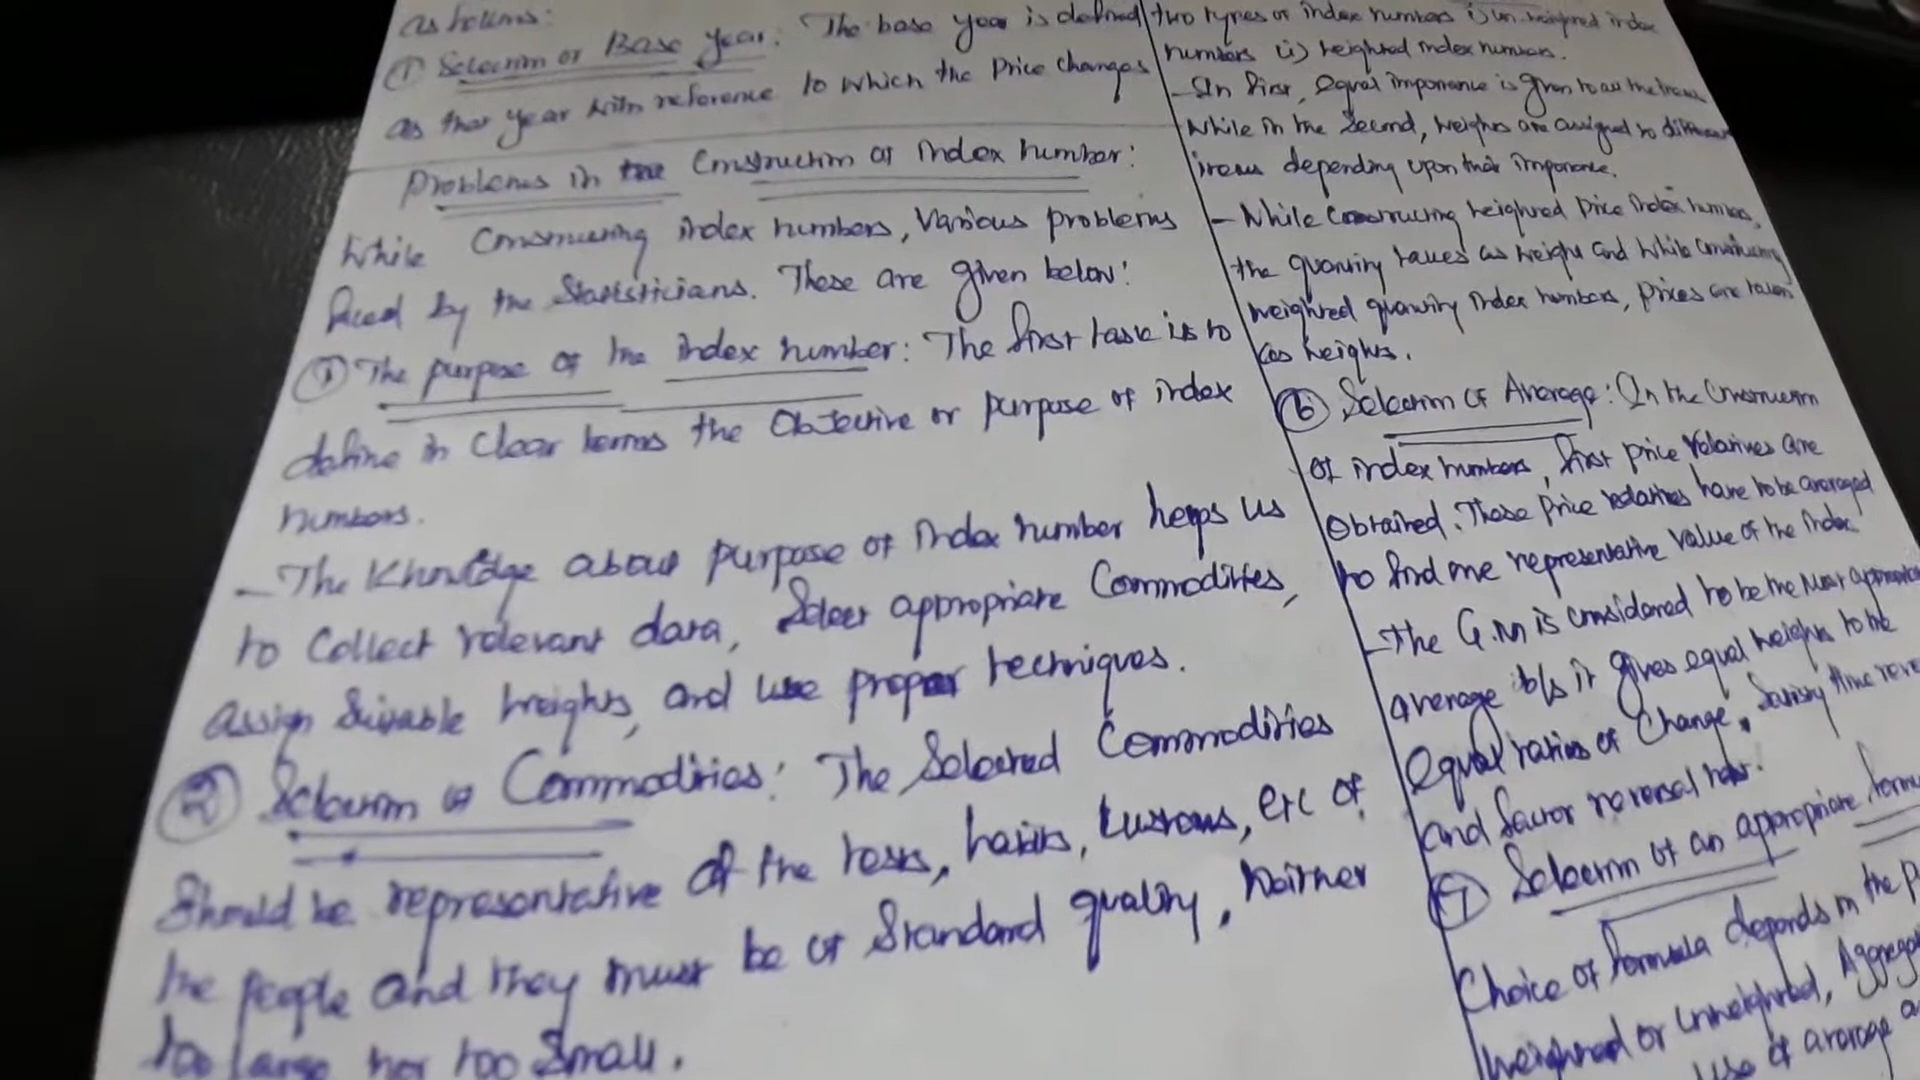 as follows:
① Selection of Base year: The base year is defined
as that year with reference to which the Price changes
Problems in the Construction of index number:
While Constructing index numbers, Various problems
faced by the Statisticians. These are given below:
① The purpose of the index number: The first task is to
define in Clear terms the Objective or purpose of index
numbers.
- The Knowledge about purpose of index number helps us
to Collect relevant data, Select appropriate Commodities,
assign Suitable weights, and use proper techniques.
② Selection of Commodities: The Selected Commodities
Should be representative of the tastes, habits, customs, etc of
the people and they must be of Standard quality, Neither
too large nor too Small.
two types of index numbers i) un-weighted index
numbers ii) weighted index numbers.
- In first, equal importance is given to all the items
While in the Second, weights are assigned to different
items depending upon their importance.
- While Constructing weighted price index numbers,
the quantity taken as weight and while constructing
weighted quantity index numbers, prices are taken
as weights.
⑥ Selection of Average: In the Construction
of index numbers, first price relatives are
Obtained. These price relatives have to be averaged
to find one representative value of the index
- The G.M is considered to be the most
average b/s it gives equal weights to the
equal ratios of Change, Satisfy time
and factor reversal test.
⑦ Selection of an appropriate
Choice of formula depends on the
Weighted or Unweighted,
use of average